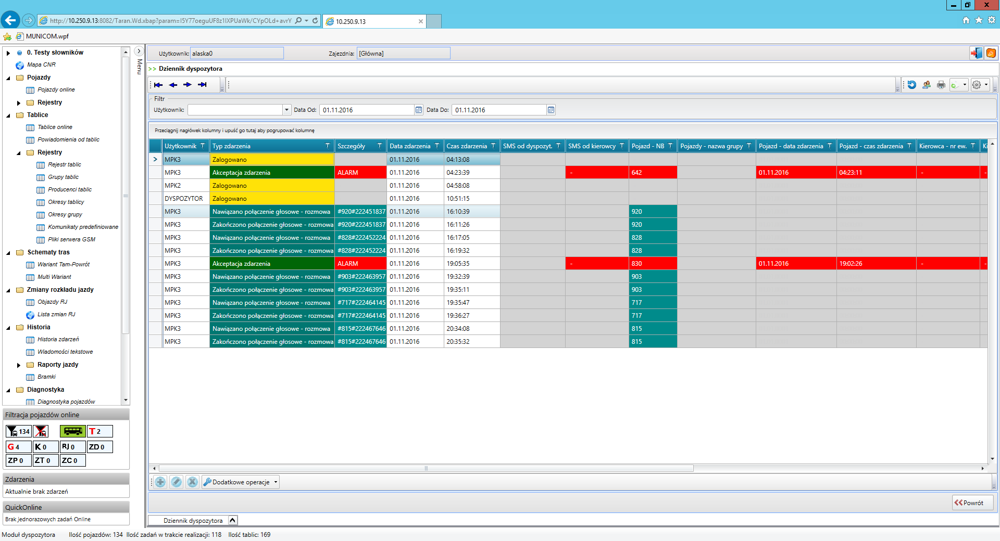 http://10.250.9.13:8082/Taran.Wd.xbap?param=I5Y77oeguUF8z1IXPUaWk/CYpOLd+avrY
10.250.9.13
MUNICOM.wpf
0. Testy słowników
Mapa CNR
Pojazdy
Pojazdy online
Rejestry
Tablice
Tablice online
Powiadomienia od tablic
Rejestry
Rejestr tablic
Grupy tablic
Producenci tablic
Okresy tablicy
Okresy grupy
Komunikaty predefiniowane
Pliki serwera GSM
Schematy tras
Wariant Tam-Powrót
Multi Wariant
Zmiany rozkładu jazdy
Objazdy RJ
Lista zmian RJ
Historia
Historia zdarzeń
Wiadomości tekstowe
Raporty jazdy
Bramki
Diagnostyka
Diagnostyka pojazdów
Filtracja pojazdów online
134
T 2
G 4 K 0 RJ 0 ZD 0
ZP 0 ZT 0 ZC 0
Zdarzenia
Aktualnie brak zdarzeń
QuickOnline
Brak jednorazowych zadań Online
Menu
Użytkownik: alaska0 Zajezdnia: [Główna]
>> Dziennik dyspozytora
Filtr
Użytkownik: Data Od: 01.11.2016 Data Do: 01.11.2016
Przeciągnij nagłówek kolumny i upuść go tutaj aby pogrupować kolumnę
Użytkownik Typ zdarzenia Szczegóły Data zdarzenia Czas zdarzenia SMS od dyspozyt. SMS od kierowcy Pojazd - NB Pojazdy - nazwa grupy Pojazd - data zdarzenia Pojazd - czas zdarzenia Kierowca - nr ew. Ki
MPK3 Zalogowano 01.11.2016 04:13:08
MPK3 Akceptacja zdarzenia ALARM 01.11.2016 04:23:39 - 642 01.11.2016 04:23:11 - -
MPK2 Zalogowano 01.11.2016 04:58:08
DYSPOZYTOR Zalogowano 01.11.2016 10:51:15
MPK3 Nawiązano połączenie głosowe - rozmowa #920#222451837 01.11.2016 16:10:39 920
MPK3 Zakończono połączenie głosowe - rozmowa #920#222451837 01.11.2016 16:11:26 920
MPK3 Nawiązano połączenie głosowe - rozmowa #828#222452224 01.11.2016 16:17:05 828
MPK3 Zakończono połączenie głosowe - rozmowa #828#222452224 01.11.2016 16:19:32 828
MPK3 Akceptacja zdarzenia ALARM 01.11.2016 19:05:35 - 830 01.11.2016 19:02:26 - -
MPK3 Nawiązano połączenie głosowe - rozmowa #903#222463957 01.11.2016 19:32:39 903
MPK3 Zakończono połączenie głosowe - rozmowa #903#222463957 01.11.2016 19:35:11 903
MPK3 Nawiązano połączenie głosowe - rozmowa #717#222464145 01.11.2016 19:35:47 717
MPK3 Zakończono połączenie głosowe - rozmowa #717#222464145 01.11.2016 19:36:27 717
MPK3 Nawiązano połączenie głosowe - rozmowa #815#222467646 01.11.2016 20:34:08 815
MPK3 Zakończono połączenie głosowe - rozmowa #815#222467646 01.11.2016 20:35:32 815
Dodatkowe operacje
Powrót
Dziennik dyspozytora
Moduł dyspozytora Ilość pojazdów: 134 Ilość zadań w trakcie realizacji: 118 Ilość tablic: 169